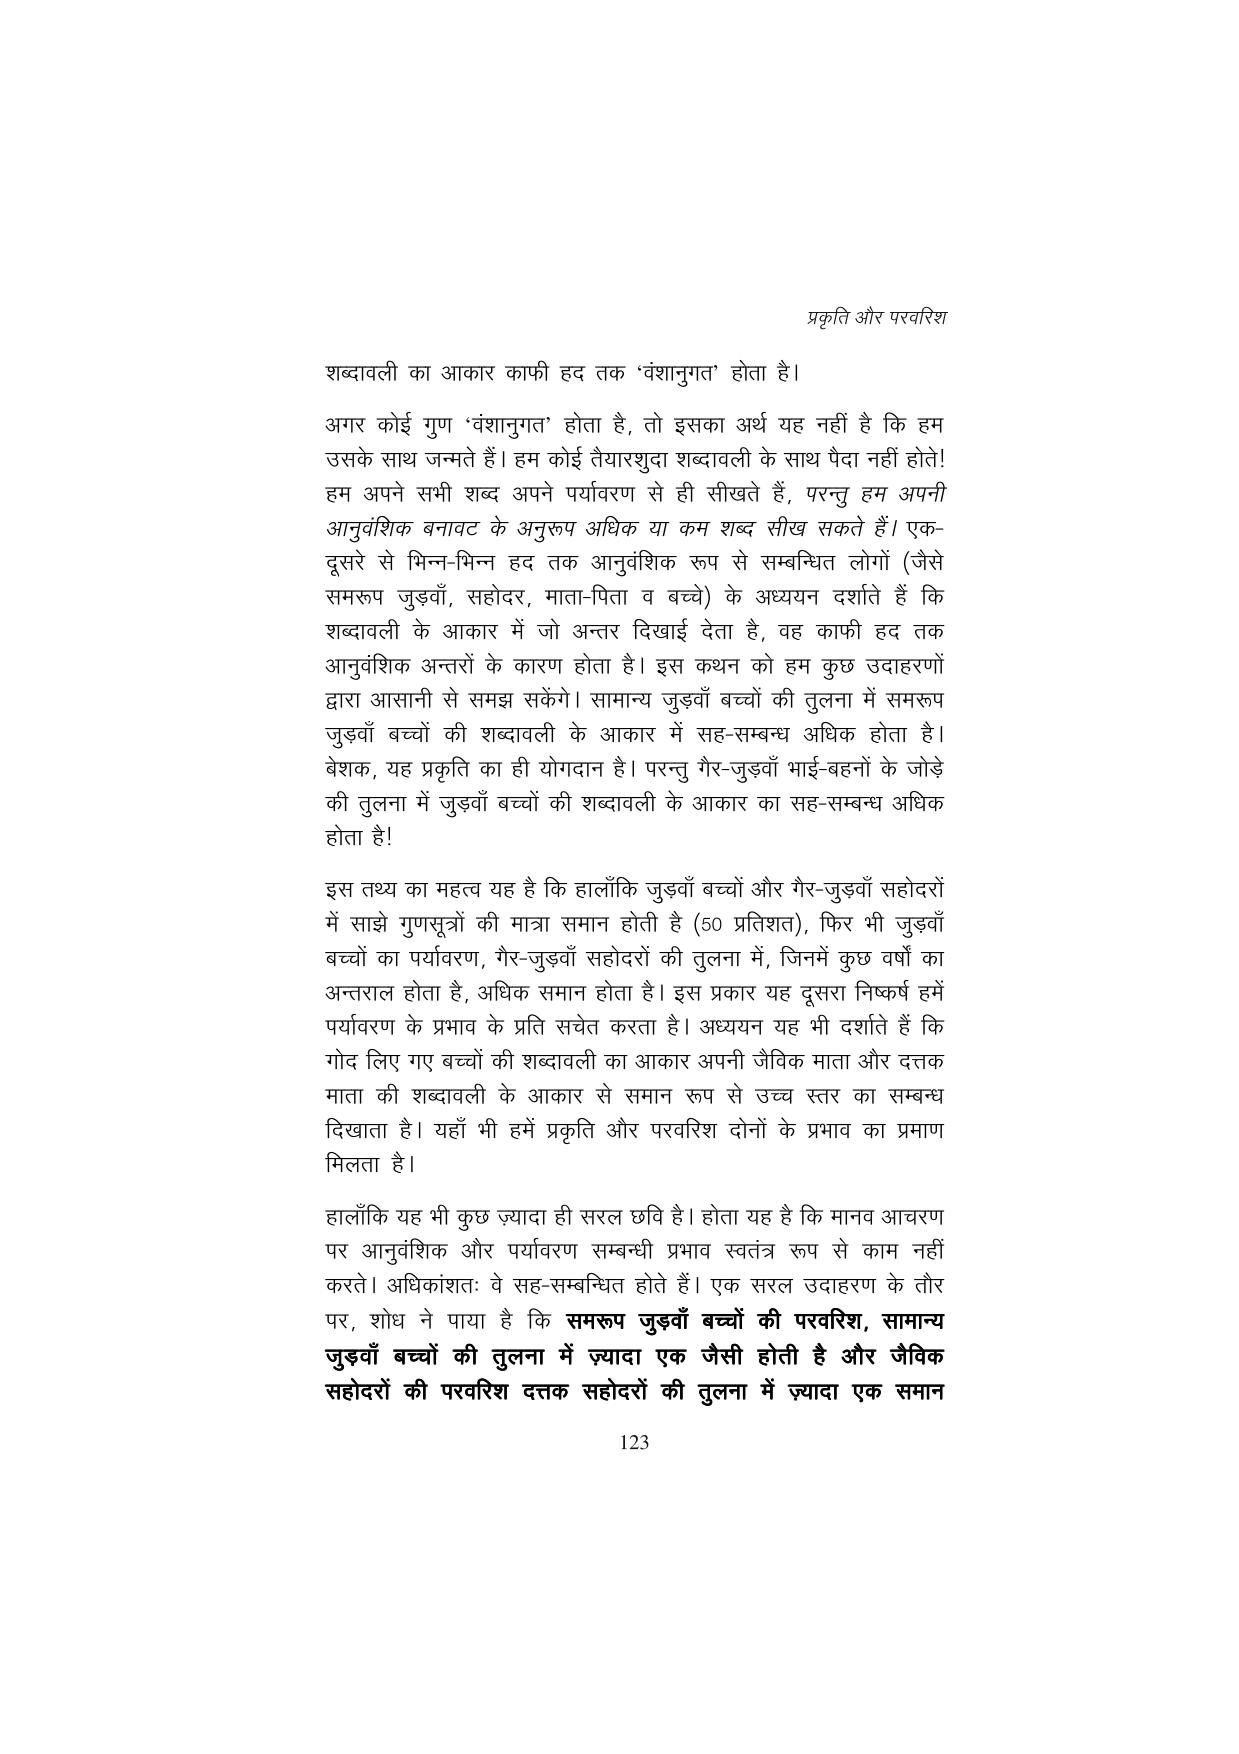 प्रकृति और परवरिश
शब्दावली का आकार काफी हद तक ‘वंशानुगत’ होता है।
अगर कोई गुण ‘वंशानुगत’ होता है, तो इसका अर्थ यह नहीं है कि हम
उसके साथ जन्मते हैं। हम कोई तैयारशुदा शब्दावली के साथ पैदा नहीं होते!
हम अपने सभी शब्द अपने पर्यावरण से ही सीखते हैं, परन्तु हम अपनी
आनुवंशिक बनावट के अनुरूप अधिक या कम शब्द सीख सकते हैं। एक-
दूसरे से भिन्न-भिन्न हद तक आनुवंशिक रूप से सम्बन्धित लोगों (जैसे
समरूप जुड़वाँ, सहोदर, माता-पिता व बच्चे) के अध्ययन दर्शाते हैं कि
शब्दावली के आकार में जो अन्तर दिखाई देता है, वह काफी हद तक
आनुवंशिक अन्तरों के कारण होता है। इस कथन को हम कुछ उदाहरणों
द्वारा आसानी से समझ सकेंगे। सामान्य जुड़वाँ बच्चों की तुलना में समरूप
जुड़वाँ बच्चों की शब्दावली के आकार में सह-सम्बन्ध अधिक होता है।
बेशक, यह प्रकृति का ही योगदान है। परन्तु गैर-जुड़वाँ भाई-बहनों के जोड़े
की तुलना में जुड़वाँ बच्चों की शब्दावली के आकार का सह-सम्बन्ध अधिक
होता है!
इस तथ्य का महत्व यह है कि हालाँकि जुड़वाँ बच्चों और गैर-जुड़वाँ सहोदरों
में साझे गुणसूत्रों की मात्रा समान होती है (50 प्रतिशत), फिर भी जुड़वाँ
बच्चों का पर्यावरण, गैर-जुड़वाँ सहोदरों की तुलना में, जिनमें कुछ वर्षों का
अन्तराल होता है, अधिक समान होता है। इस प्रकार यह दूसरा निष्कर्ष हमें
पर्यावरण के प्रभाव के प्रति सचेत करता है। अध्ययन यह भी दर्शाते हैं कि
गोद लिए गए बच्चों की शब्दावली का आकार अपनी जैविक माता और दत्तक
माता की शब्दावली के आकार से समान रूप से उच्च स्तर का सम्बन्ध
दिखाता है। यहाँ भी हमें प्रकृति और परवरिश दोनों के प्रभाव का प्रमाण
मिलता है।
हालाँकि यह भी कुछ ज़्यादा ही सरल छवि है। होता यह है कि मानव आचरण
पर आनुवंशिक और पर्यावरण सम्बन्धी प्रभाव स्वतंत्र रूप से काम नहीं
करते। अधिकांशतः वे सह-सम्बन्धित होते हैं। एक सरल उदाहरण के तौर
पर, शोध ने पाया है कि समरूप जुड़वाँ बच्चों की परवरिश, सामान्य
जुड़वाँ बच्चों की तुलना में ज़्यादा एक जैसी होती है और जैविक
सहोदरों की परवरिश दत्तक सहोदरों की तुलना में ज़्यादा एक समान
123